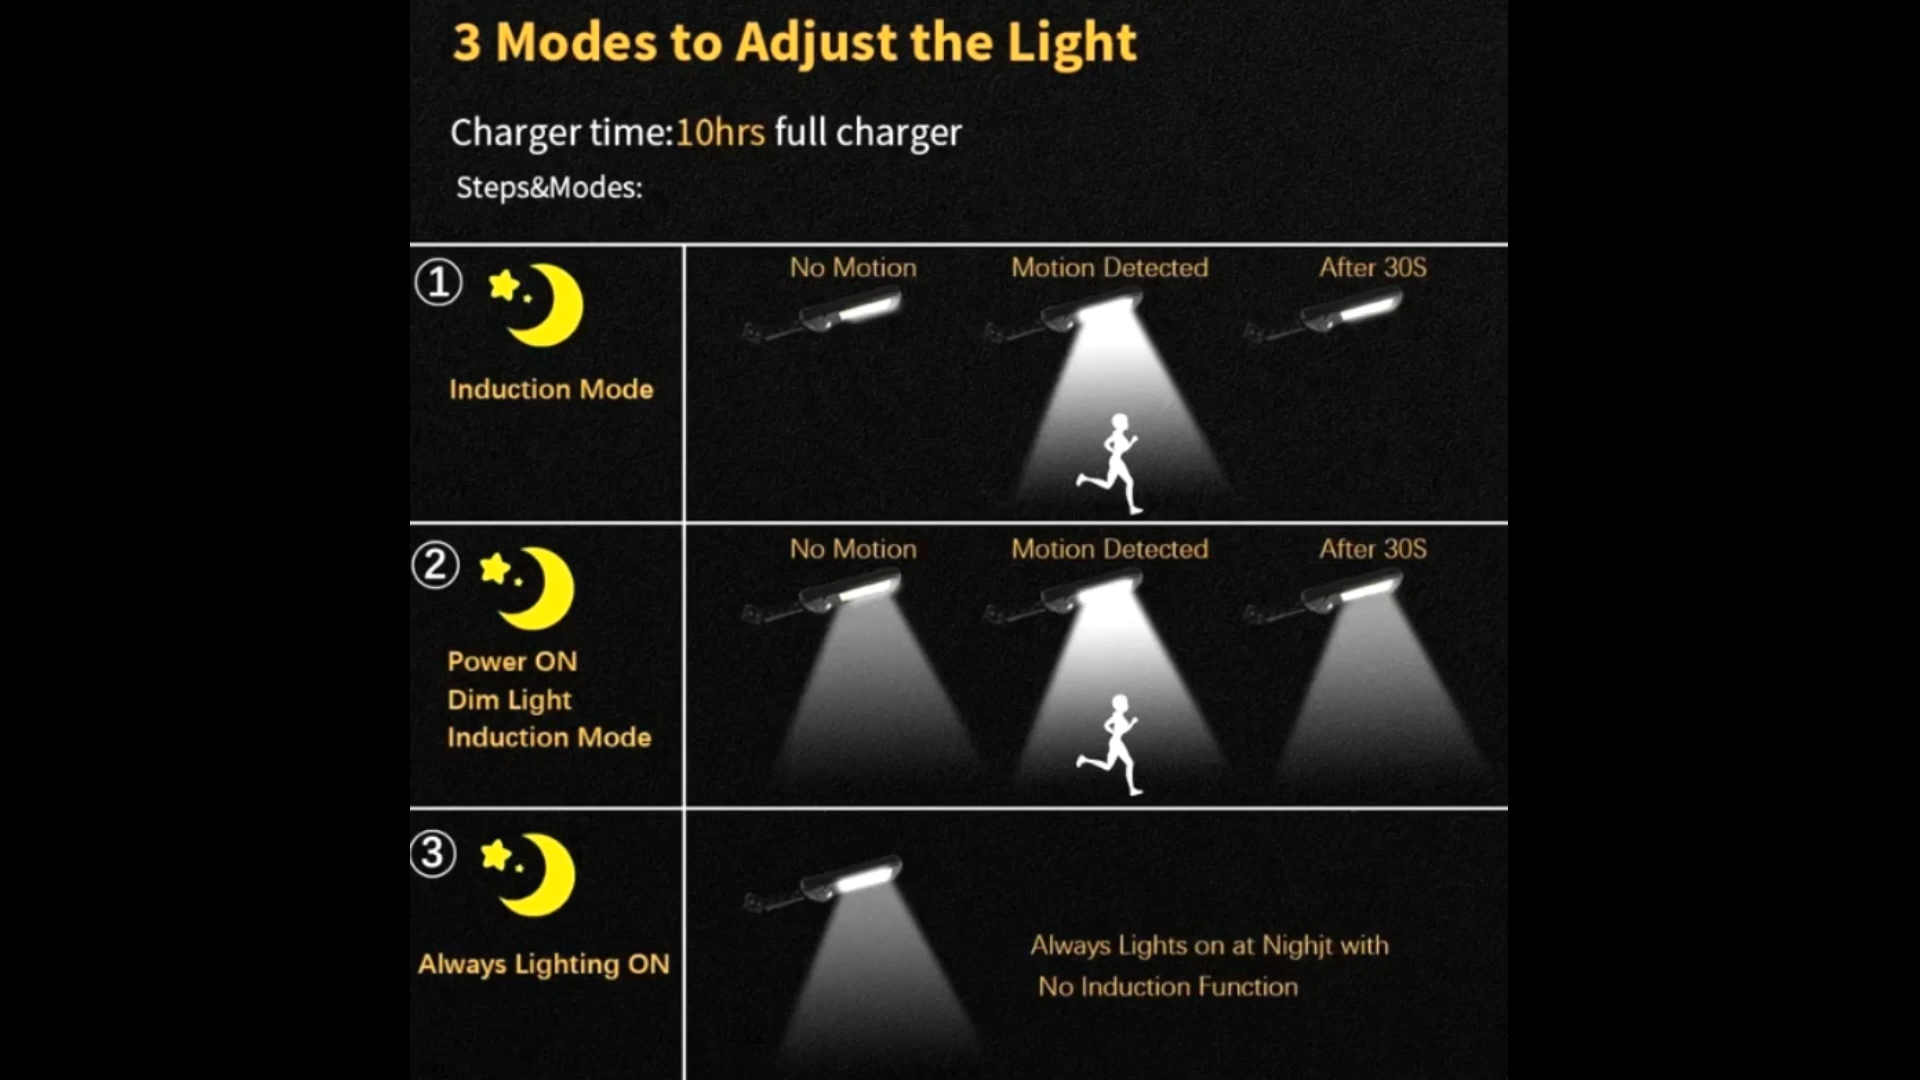 3 Modes to Adjust the Light
Charger time:10hrs full charger
Steps&Modes:
①
Induction Mode
No Motion
Motion Detected
After 30S
②
Power ON
Dim Light
Induction Mode
No Motion
Motion Detected
After 30S
③
Always Lighting ON
Always Lights on at Nighjt with
No Induction Function